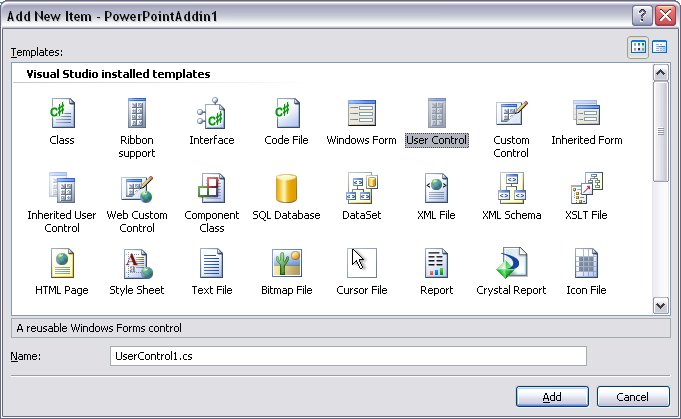 Add New Item - PowerPointAddin1
Templates:
Visual Studio installed templates
Class
Ribbon support
Interface
Code File
Windows Form
User Control
Custom Control
Inherited Form
Inherited User Control
Web Custom Control
Component Class
SQL Database
DataSet
XML File
XML Schema
XSLT File
HTML Page
Style Sheet
Text File
Bitmap File
Cursor File
Report
Crystal Report
Icon File
A reusable Windows Forms control
Name:
UserControl1.cs
Add
Cancel